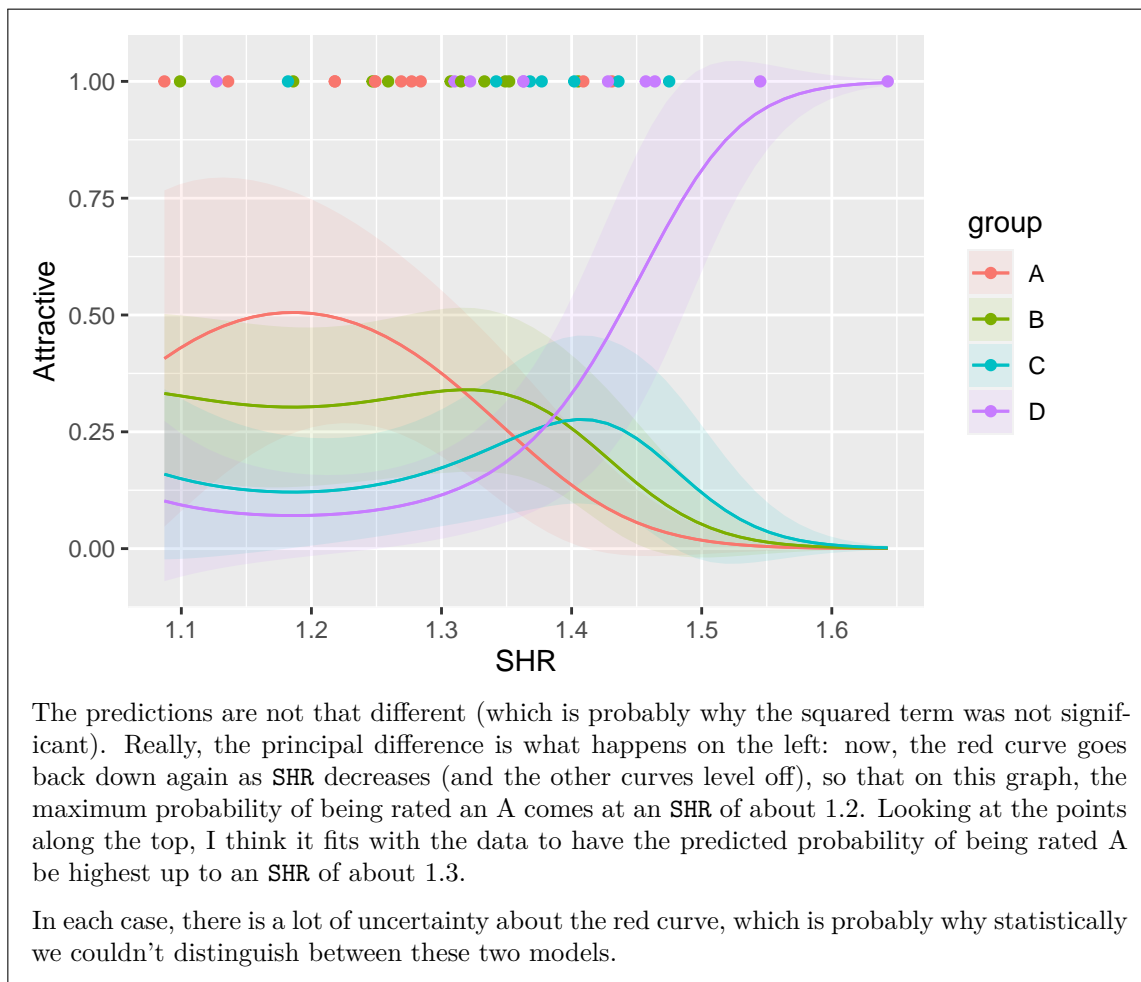 1.00
0.75
0.50
0.25
0.00
Attractive
1.1 1.2 1.3 1.4 1.5 1.6
SHR
group
A
B
C
D
The predictions are not that different (which is probably why the squared term was not signif-
icant). Really, the principal difference is what happens on the left: now, the red curve goes
back down again as SHR decreases (and the other curves level off), so that on this graph, the
maximum probability of being rated an A comes at an SHR of about 1.2. Looking at the points
along the top, I think it fits with the data to have the predicted probability of being rated A
be highest up to an SHR of about 1.3.
In each case, there is a lot of uncertainty about the red curve, which is probably why statistically
we couldn't distinguish between these two models.